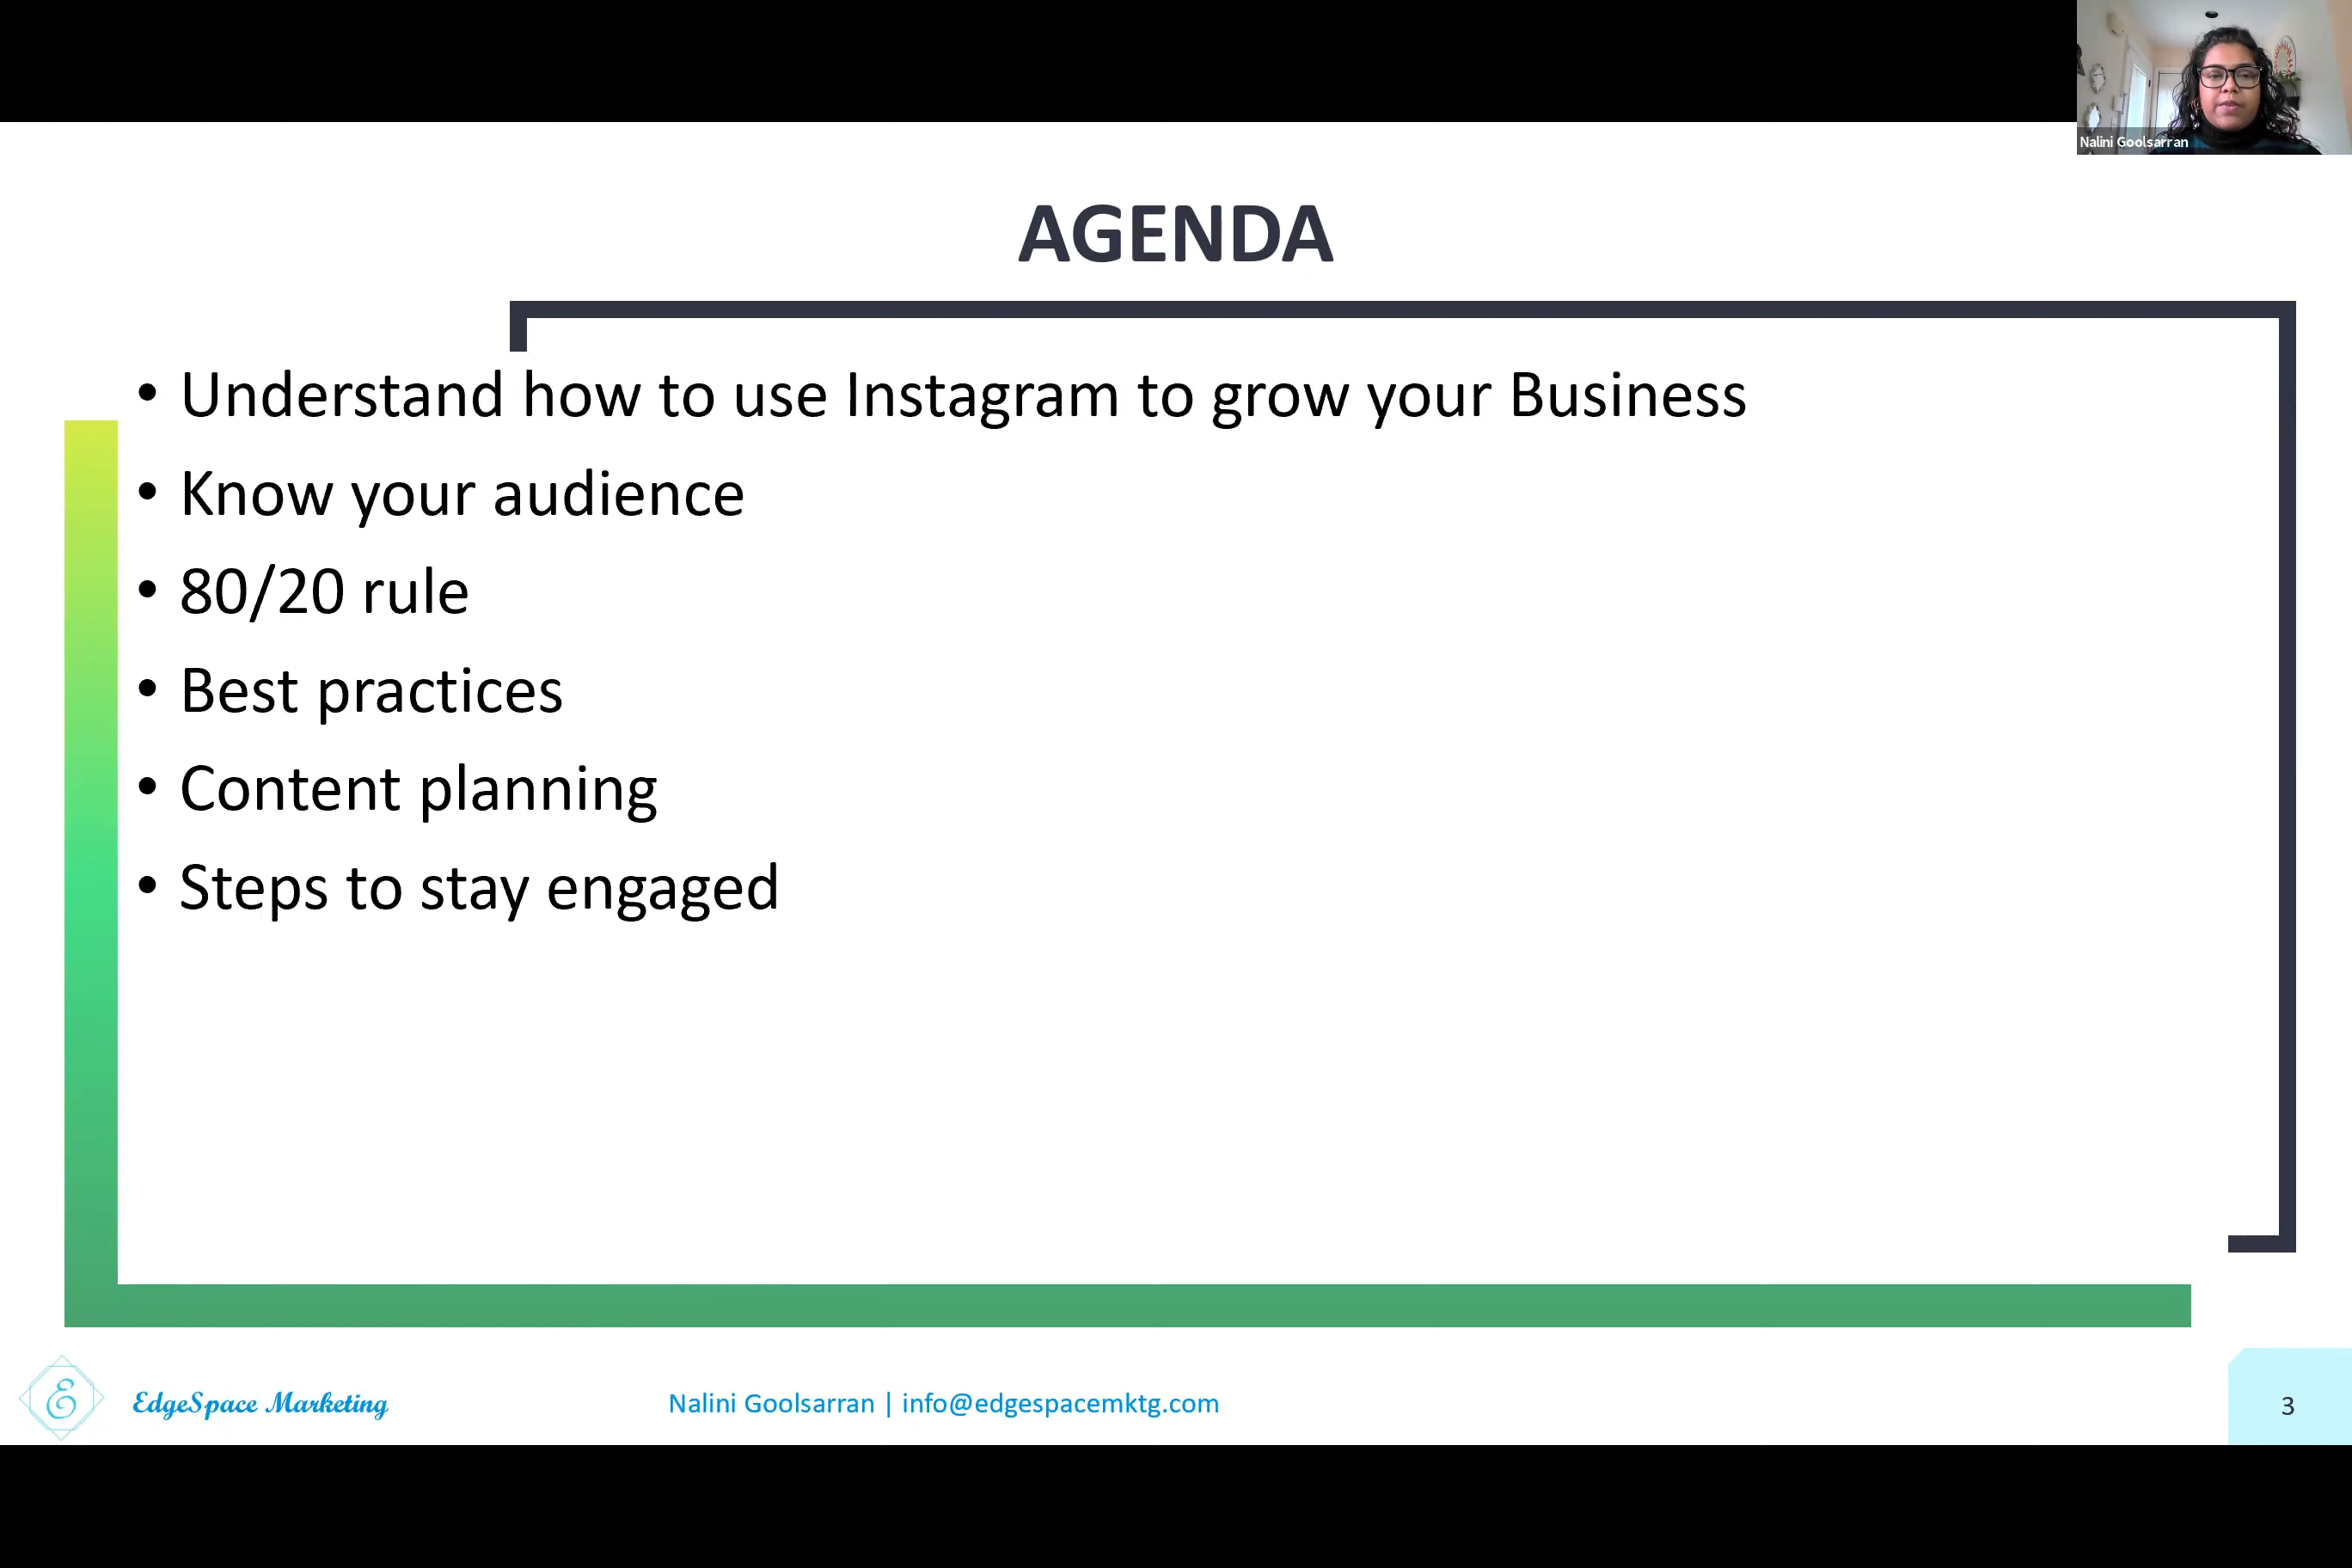 Nalini Goolsarran
AGENDA
• Understand how to use Instagram to grow your Business
• Know your audience
• 80/20 rule
• Best practices
• Content planning
• Steps to stay engaged
E
EdgeSpace Marketing
Nalini Goolsarran | info@edgespacemktg.com
3